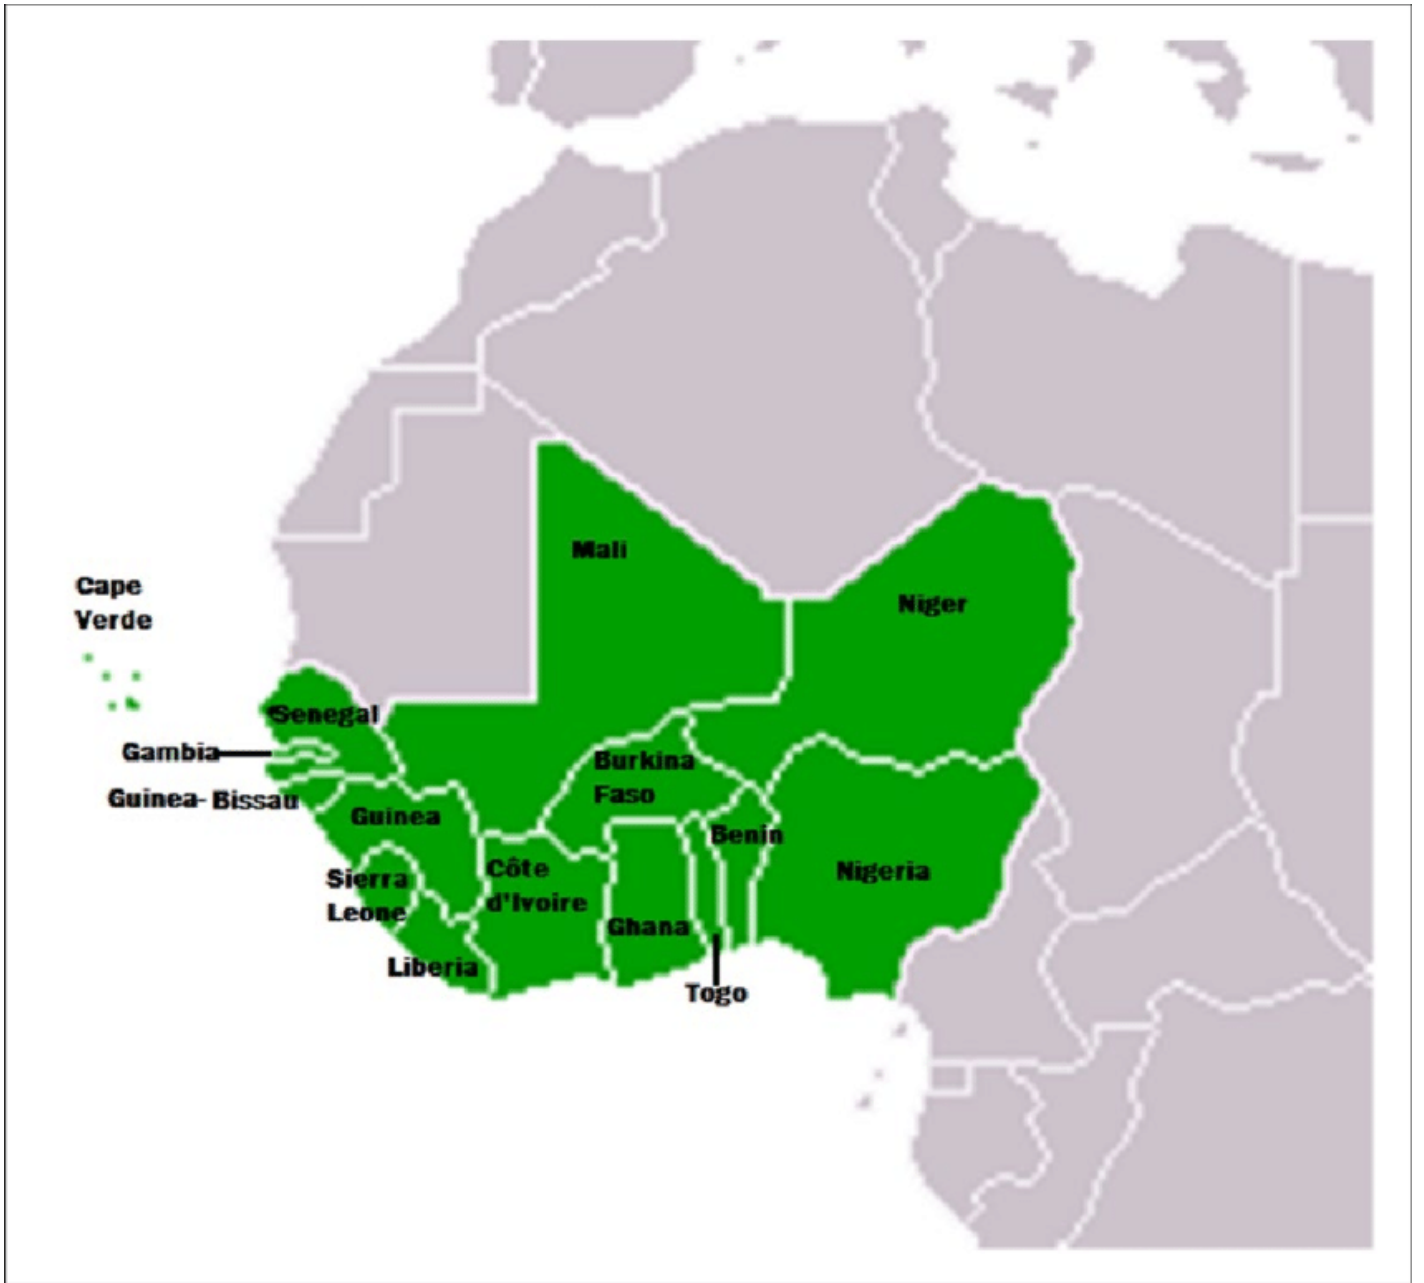 Mali
Cape
Verde
Niger
Senegal
Gambia
Burkina
Faso
Guinea-Bissau
Guinea
Benin
Côte
d'Ivoire
Nigeria
Sierra
Leone
Ghana
Liberia
Togo